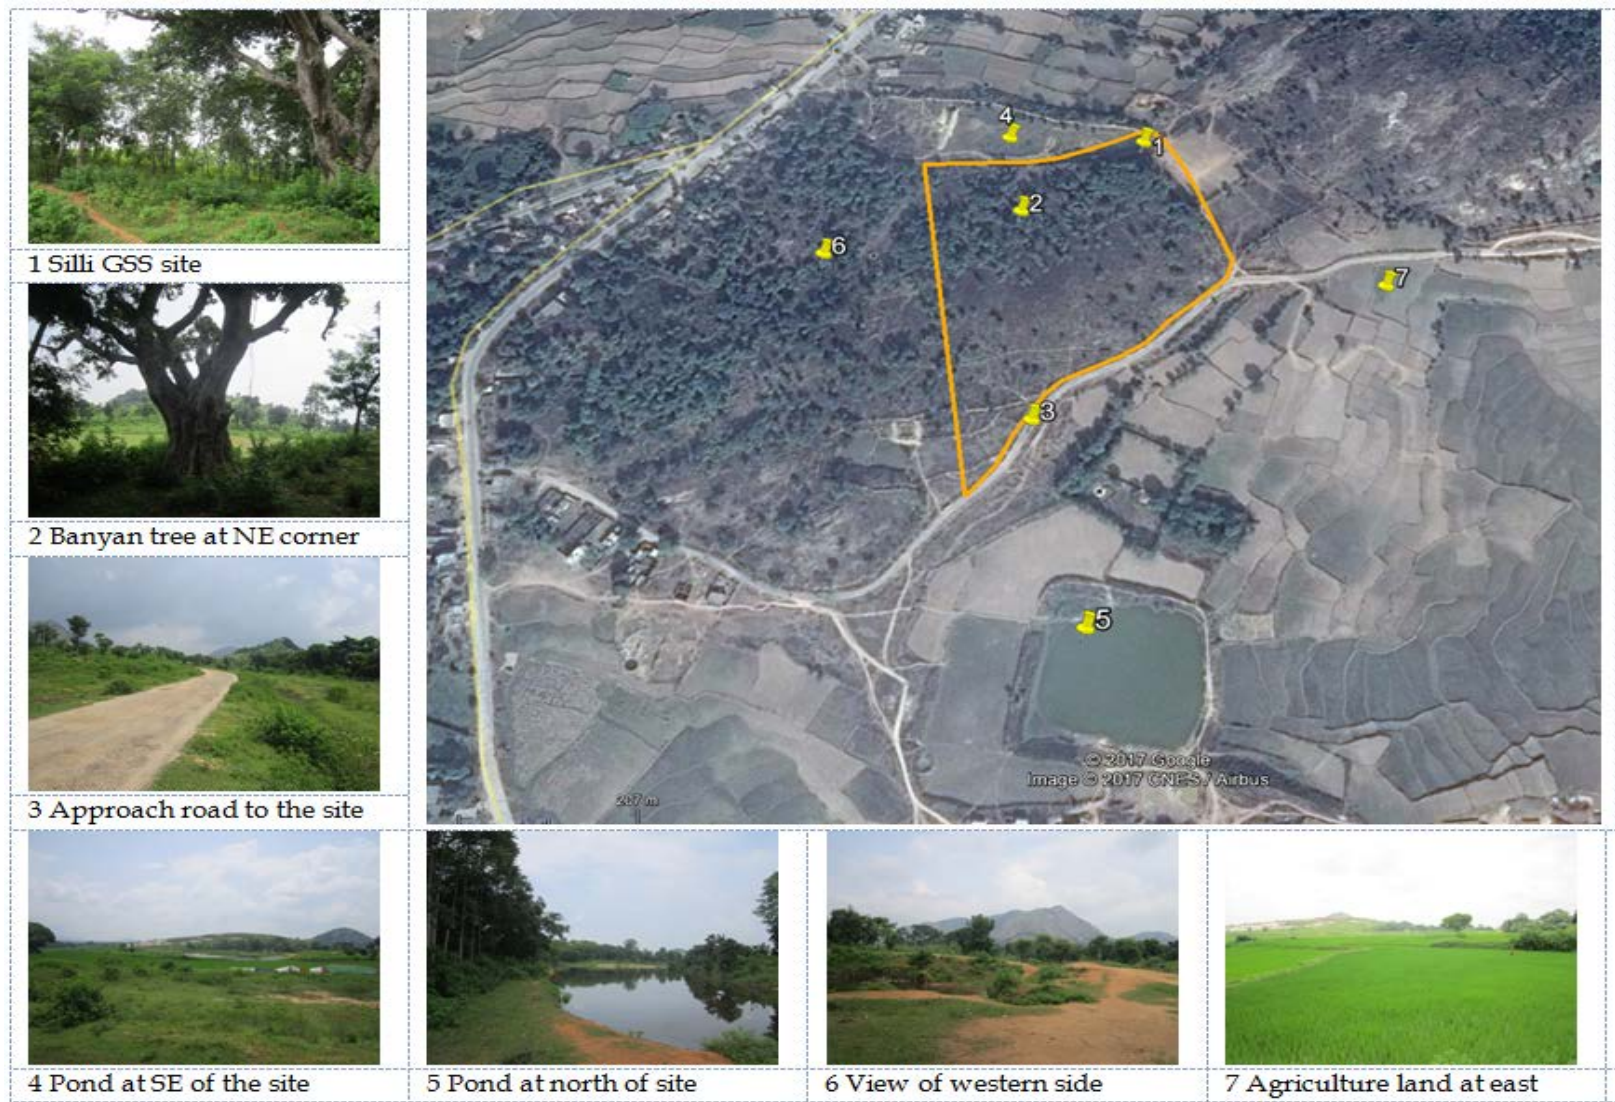 1 Silli GSS site
2 Banyan tree at NE corner
3 Approach road to the site
4
1
2
6
7
3
5
© 2017 Google
Image © 2017 CNES / Airbus
207 m
4 Pond at SE of the site
5 Pond at north of site
6 View of western side
7 Agriculture land at east